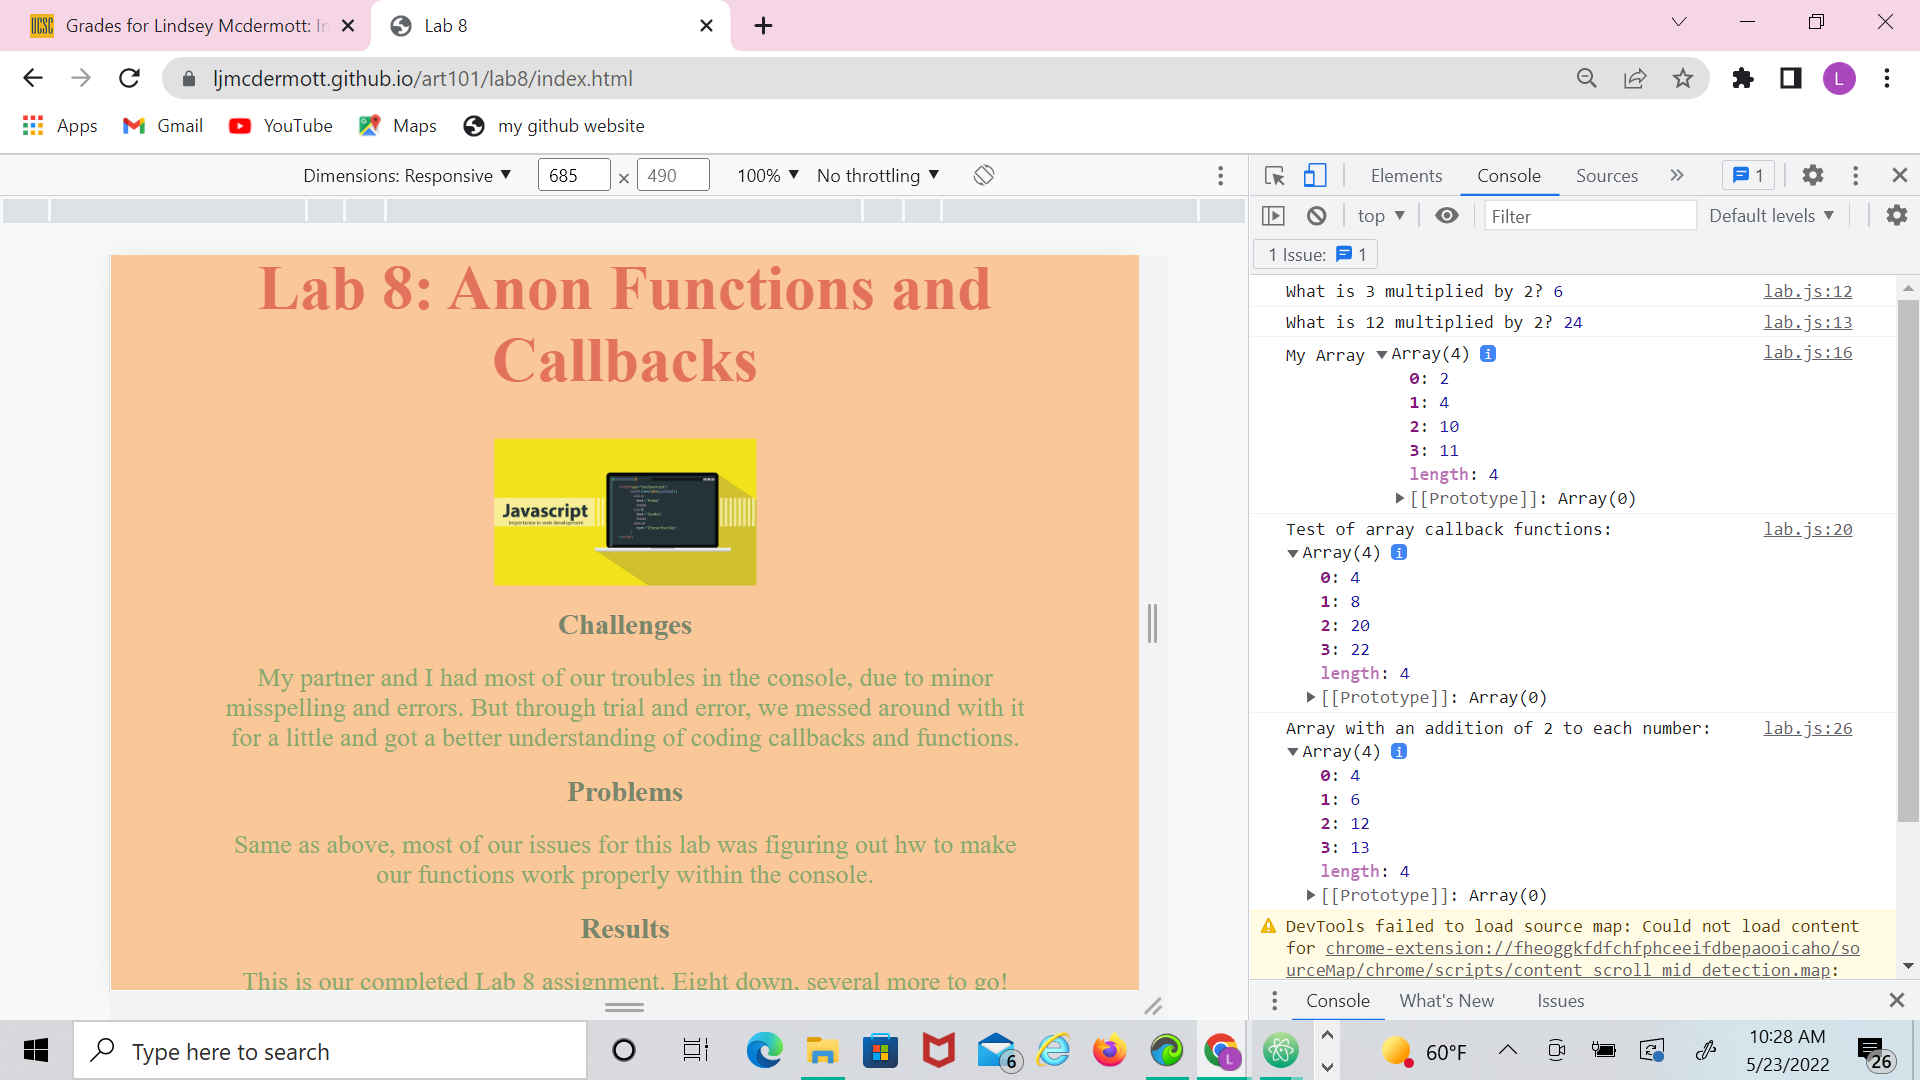 UCSC Grades for Lindsey Mcdermott: In
Lab 8
ljmcdermott.github.io/art101/lab8/index.html
L
Apps Gmail YouTube Maps my github website
Dimensions: Responsive 685 × 490 100% No throttling
Elements Console Sources 1
top Filter Default levels
1 Issue: 1
Lab 8: Anon Functions and
Callbacks
Javascript
Importance in web development
Challenges
My partner and I had most of our troubles in the console, due to minor
misspelling and errors. But through trial and error, we messed around with it
for a little and got a better understanding of coding callbacks and functions.
Problems
Same as above, most of our issues for this lab was figuring out hw to make
our functions work properly within the console.
Results
This is our completed Lab 8 assignment. Eight down, several more to go!
What is 3 multiplied by 2? 6 lab.js:12
What is 12 multiplied by 2? 24 lab.js:13
My Array Array(4) i lab.js:16
0: 2
1: 4
2: 10
3: 11
length: 4
[[Prototype]]: Array(0)
Test of array callback functions: lab.js:20
Array(4) i
0: 4
1: 8
2: 20
3: 22
length: 4
[[Prototype]]: Array(0)
Array with an addition of 2 to each number: lab.js:26
Array(4) i
0: 4
1: 6
2: 12
3: 13
length: 4
[[Prototype]]: Array(0)
DevTools failed to load source map: Could not load content
for chrome-extension://fheoggkfdfchfphceeifdbepaooicaho/so
urceMap/chrome/scripts/content_scroll_mid_detection.map:
Console What's New Issues
Type here to search
6
L
60°F
10:28 AM
5/23/2022
26